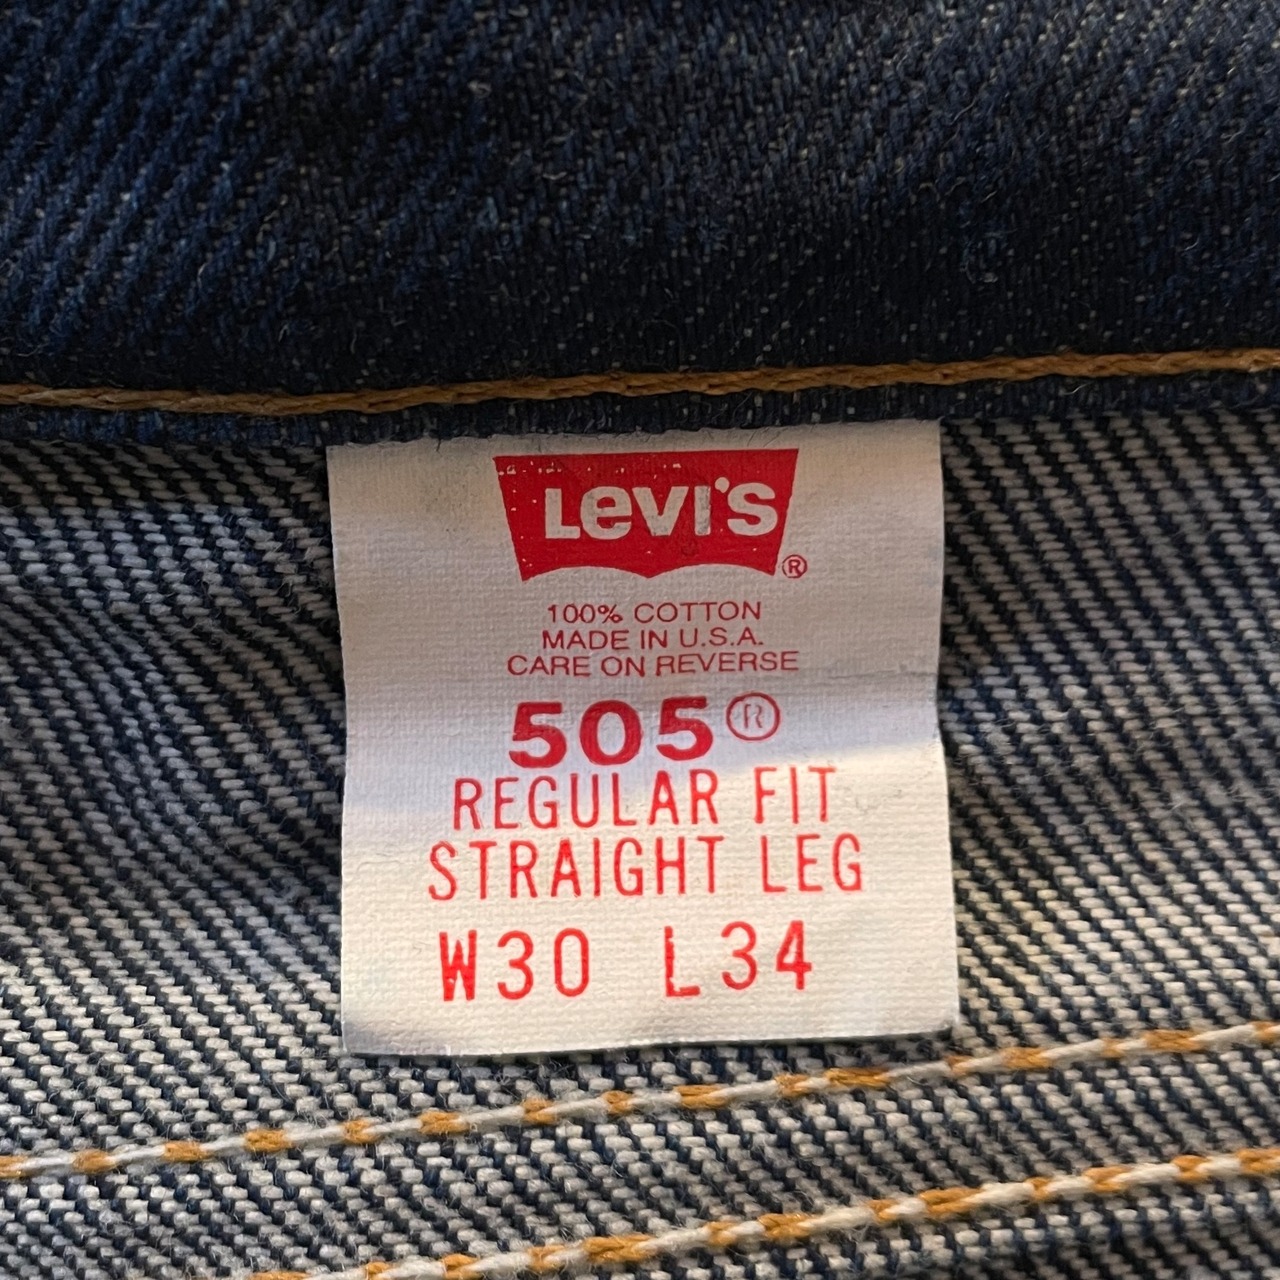 Levi's ®
100% COTTON
MADE IN U.S.A.
CARE ON REVERSE
505®
REGULAR FIT
STRAIGHT LEG
W30 L34